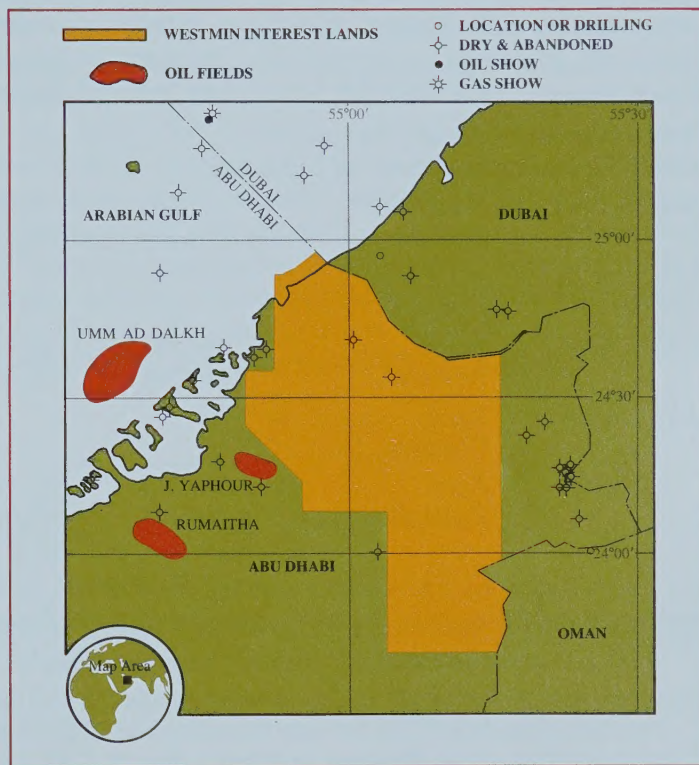 WESTMIN INTEREST LANDS
OIL FIELDS
LOCATION OR DRILLING
DRY & ABANDONED
OIL SHOW
GAS SHOW
55°00'
55°30'
DUBAI
ABU DHABI
ARABIAN GULF
DUBAI
25°00'
UMM AD DALKH
24°30'
J. YAPHOUR
RUMAITHA
24°00'
ABU DHABI
OMAN
Map Area